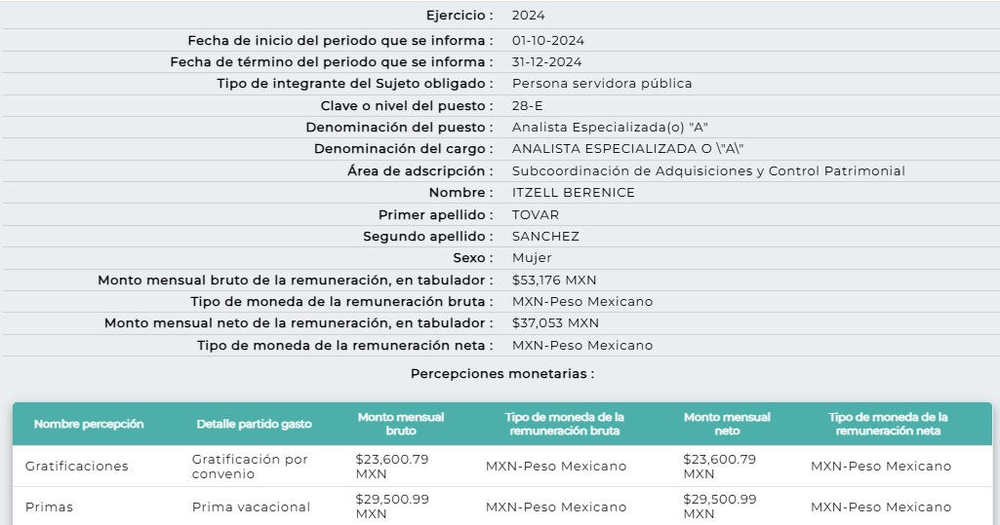 Ejercicio : 2024
Fecha de inicio del periodo que se informa : 01-10-2024
Fecha de término del periodo que se informa : 31-12-2024
Tipo de integrante del Sujeto obligado : Persona servidora pública
Clave o nivel del puesto : 28-E
Denominación del puesto : Analista Especializada(o) "A"
Denominación del cargo : ANALISTA ESPECIALIZADA O \"A\"
Área de adscripción : Subcoordinación de Adquisiciones y Control Patrimonial
Nombre : ITZELL BERENICE
Primer apellido : TOVAR
Segundo apellido : SANCHEZ
Sexo : Mujer
Monto mensual bruto de la remuneración, en tabulador : $53,176 MXN
Tipo de moneda de la remuneración bruta : MXN-Peso Mexicano
Monto mensual neto de la remuneración, en tabulador : $37,053 MXN
Tipo de moneda de la remuneración neta : MXN-Peso Mexicano
Percepciones monetarias :
Nombre percepción Detalle partido gasto Monto mensual bruto Tipo de moneda de la remuneración bruta Monto mensual neto Tipo de moneda de la remuneración neta
Gratificaciones Gratificación por convenio $23,600.79 MXN MXN-Peso Mexicano $23,600.79 MXN MXN-Peso Mexicano
Primas Prima vacacional $29,500.99 MXN MXN-Peso Mexicano $29,500.99 MXN MXN-Peso Mexicano